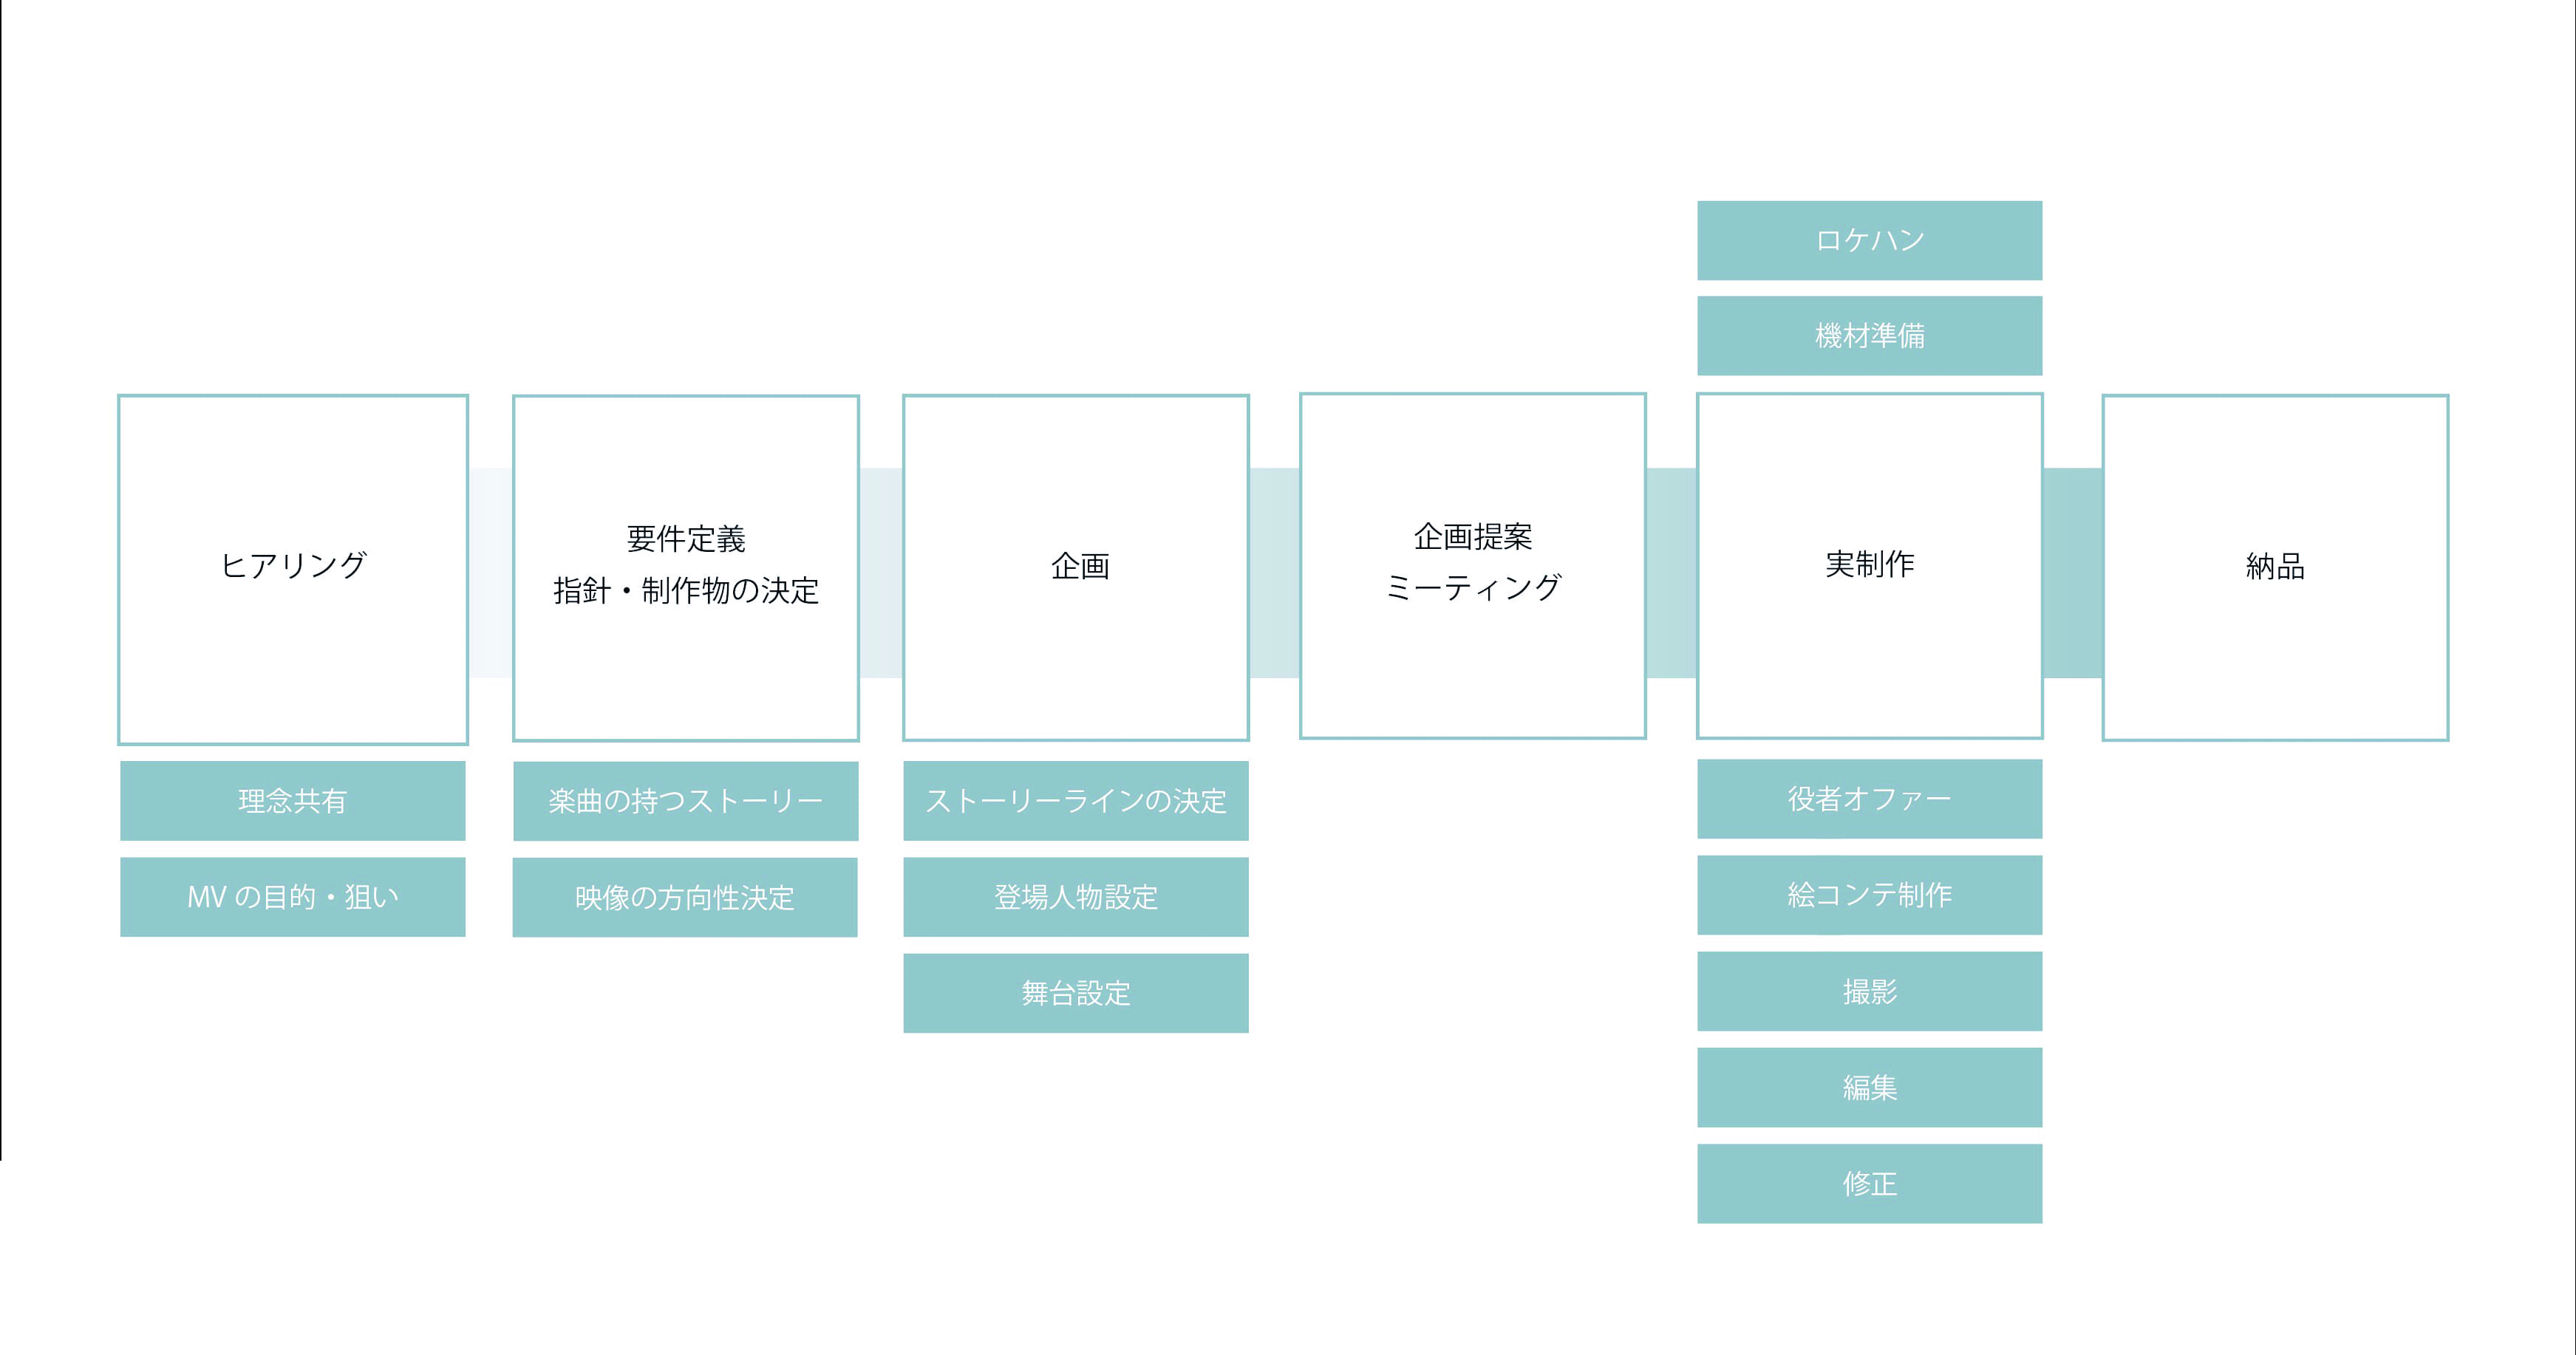 ヒアリング
理念共有
MV の目的・狙い
要件定義
指針・制作物の決定
楽曲の持つストーリー
映像の方向性決定
企画
ストーリーラインの決定
登場人物設定
舞台設定
企画提案
ミーティング
ロケハン
機材準備
実制作
役者オファー
絵コンテ制作
撮影
編集
修正
納品